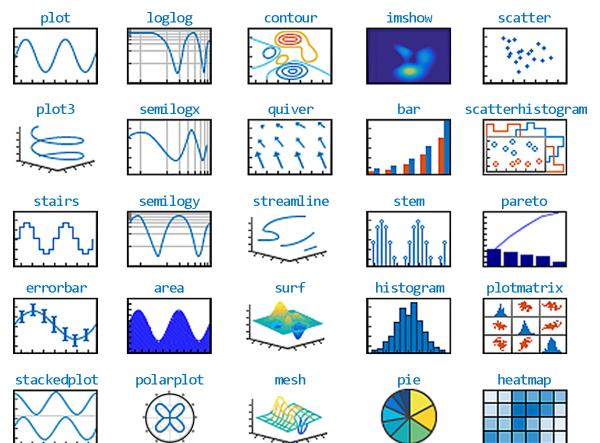 plot loglog contour imshow scatter
plot3 semilogx quiver bar scatterhistogram
stairs semilogy streamline stem pareto
errorbar area surf histogram plotmatrix
stackedplot polarplot mesh pie heatmap